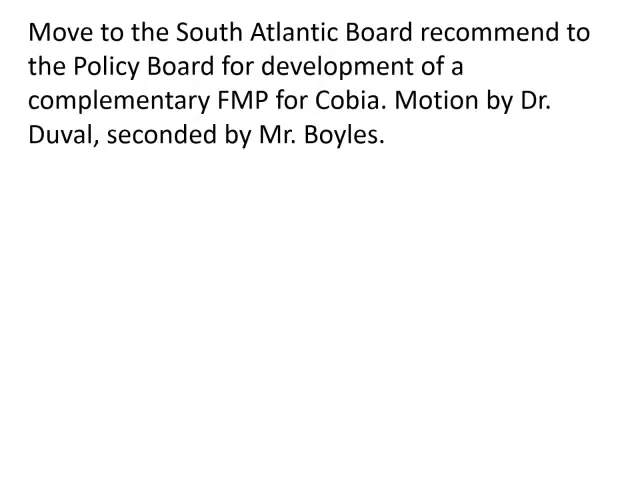 Move to the South Atlantic Board recommend to
the Policy Board for development of a
complementary FMP for Cobia. Motion by Dr.
Duval, seconded by Mr. Boyles.